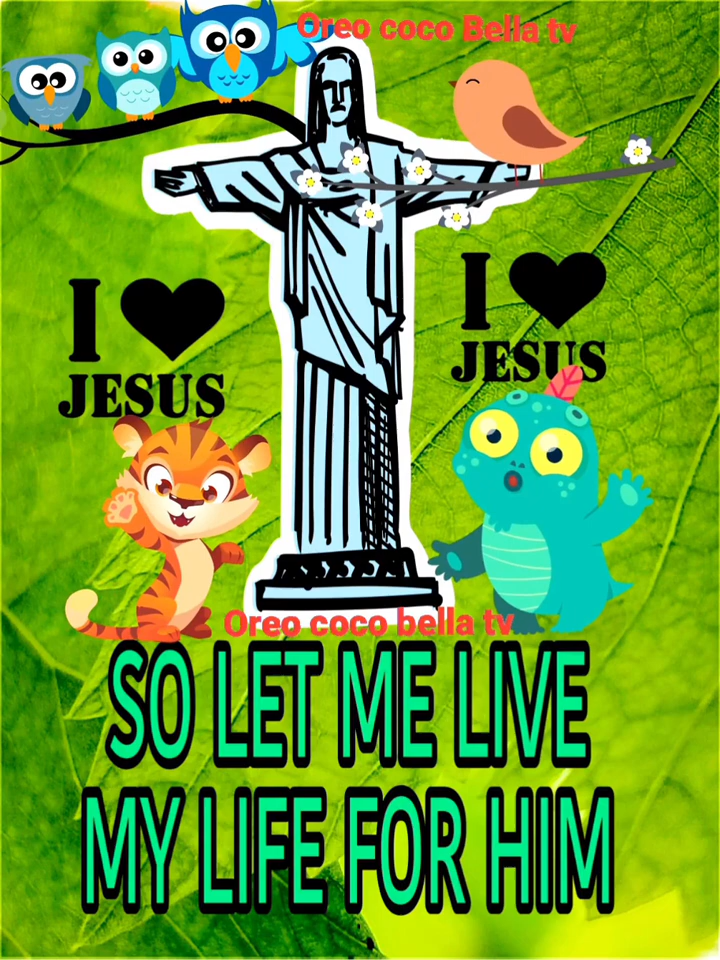 Oreo coco Bella tv
I ♥
JESUS
I ♥
JESUS
Oreo coco bella tv
SO LET ME LIVE
MY LIFE FOR HIM